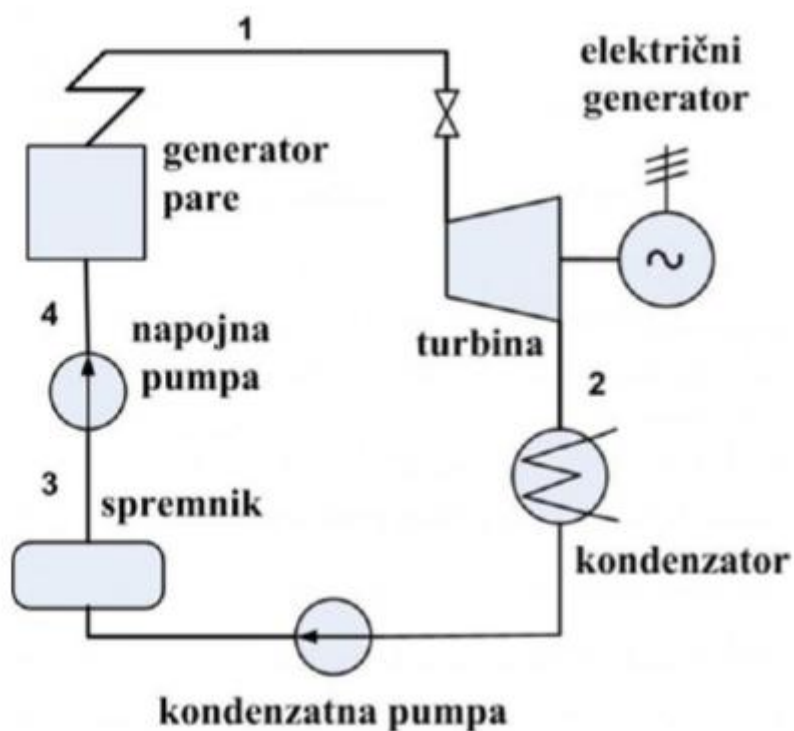 1
električni
generator
generator
pare
4
napojna
pumpa
turbina
2
3
spremnik
kondenzator
kondenzatna pumpa